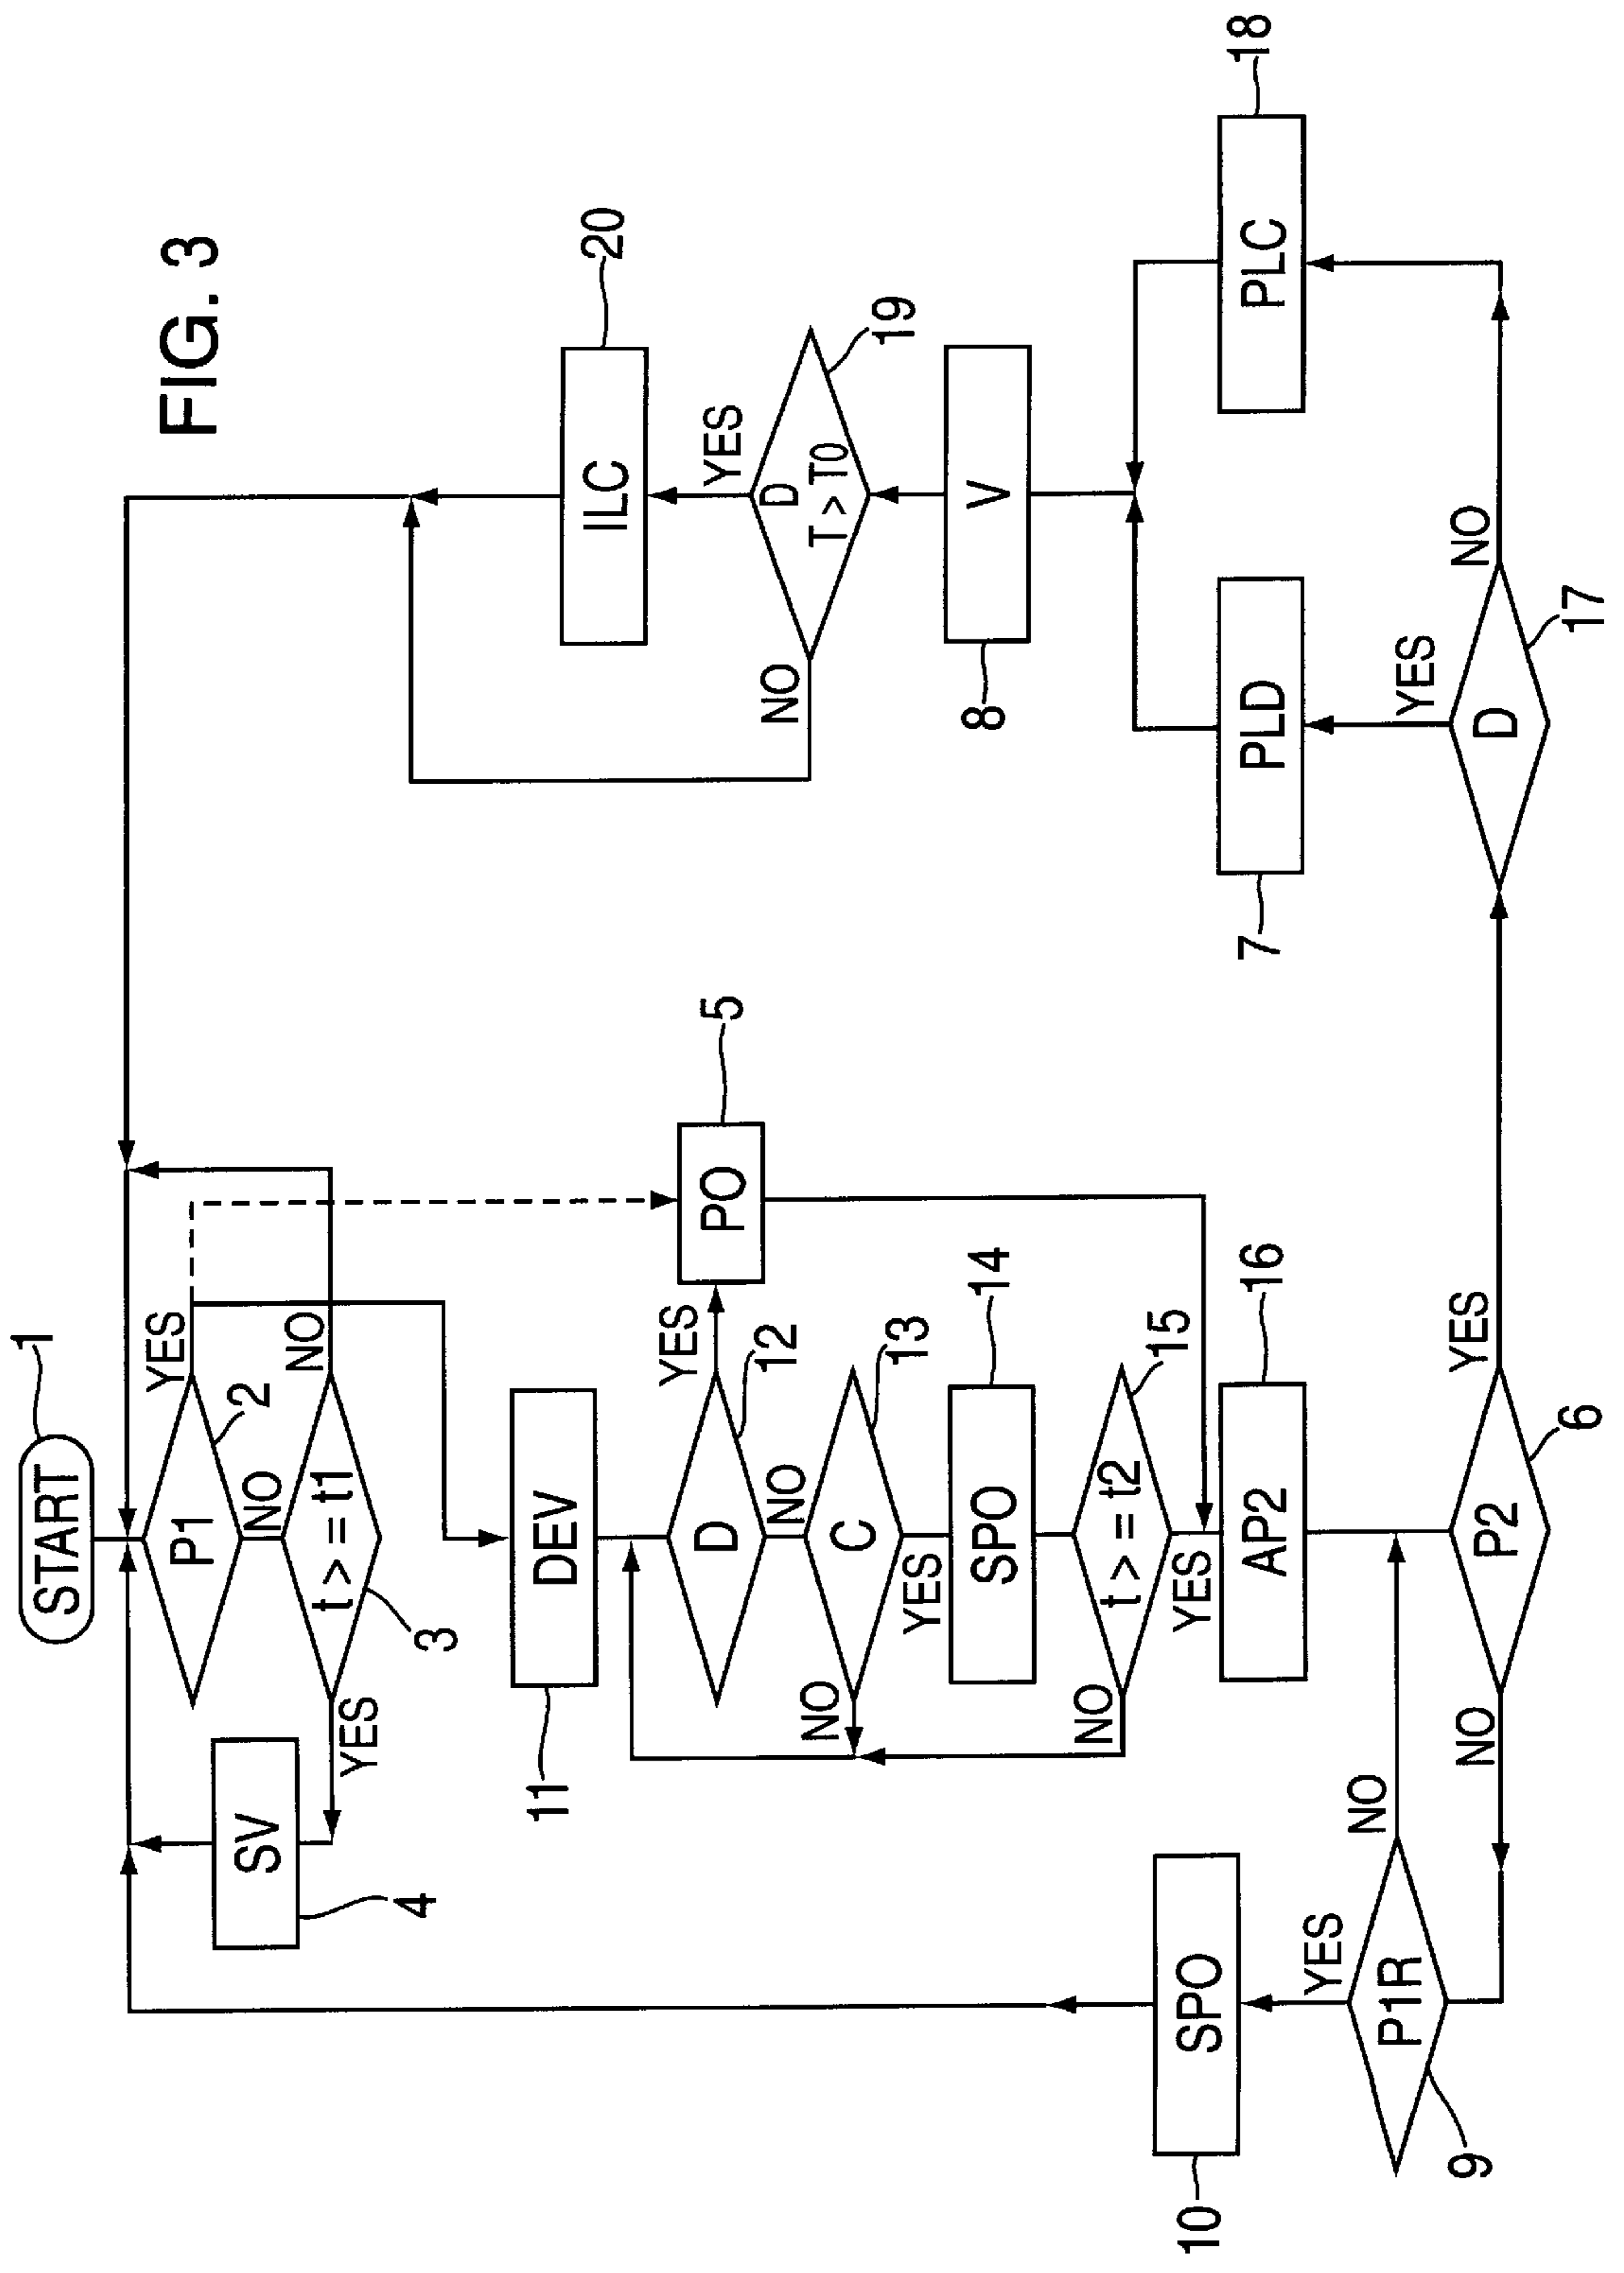 FIG. 3
START
1
P1
2
YES
NO
t > = t1
3
NO
YES
SV
4
DEV
11
D
12
YES
NO
PO
5
C
13
NO
YES
SPO
14
t > = t2
15
NO
YES
AP2
16
P2
6
YES
NO
P1R
9
NO
YES
SPO
10
D
17
YES
NO
PLD
7
PLC
18
V
8
D
T > T0
19
NO
YES
ILC
20